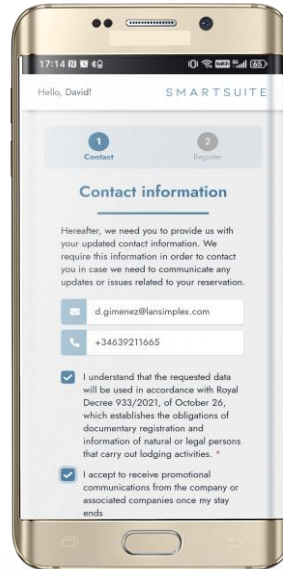 17:14
65
Hello, David!
SMARTSUITE
1
2
Contact
Register
Contact information
Hereafter, we need you to provide us with
your updated contact information. We
require this information in order to contact
you in case we need to communicate any
updates or issues related to your reservation.
d.gimenez@lansimplex.com
+34639211665
I understand that the requested data
will be used in accordance with Royal
Decree 933/2021, of October 26,
which establishes the obligations of
documentary registration and
information of natural or legal persons
that carry out lodging activities. *
I accept to receive promotional
communications from the company or
associated companies once my stay
ends